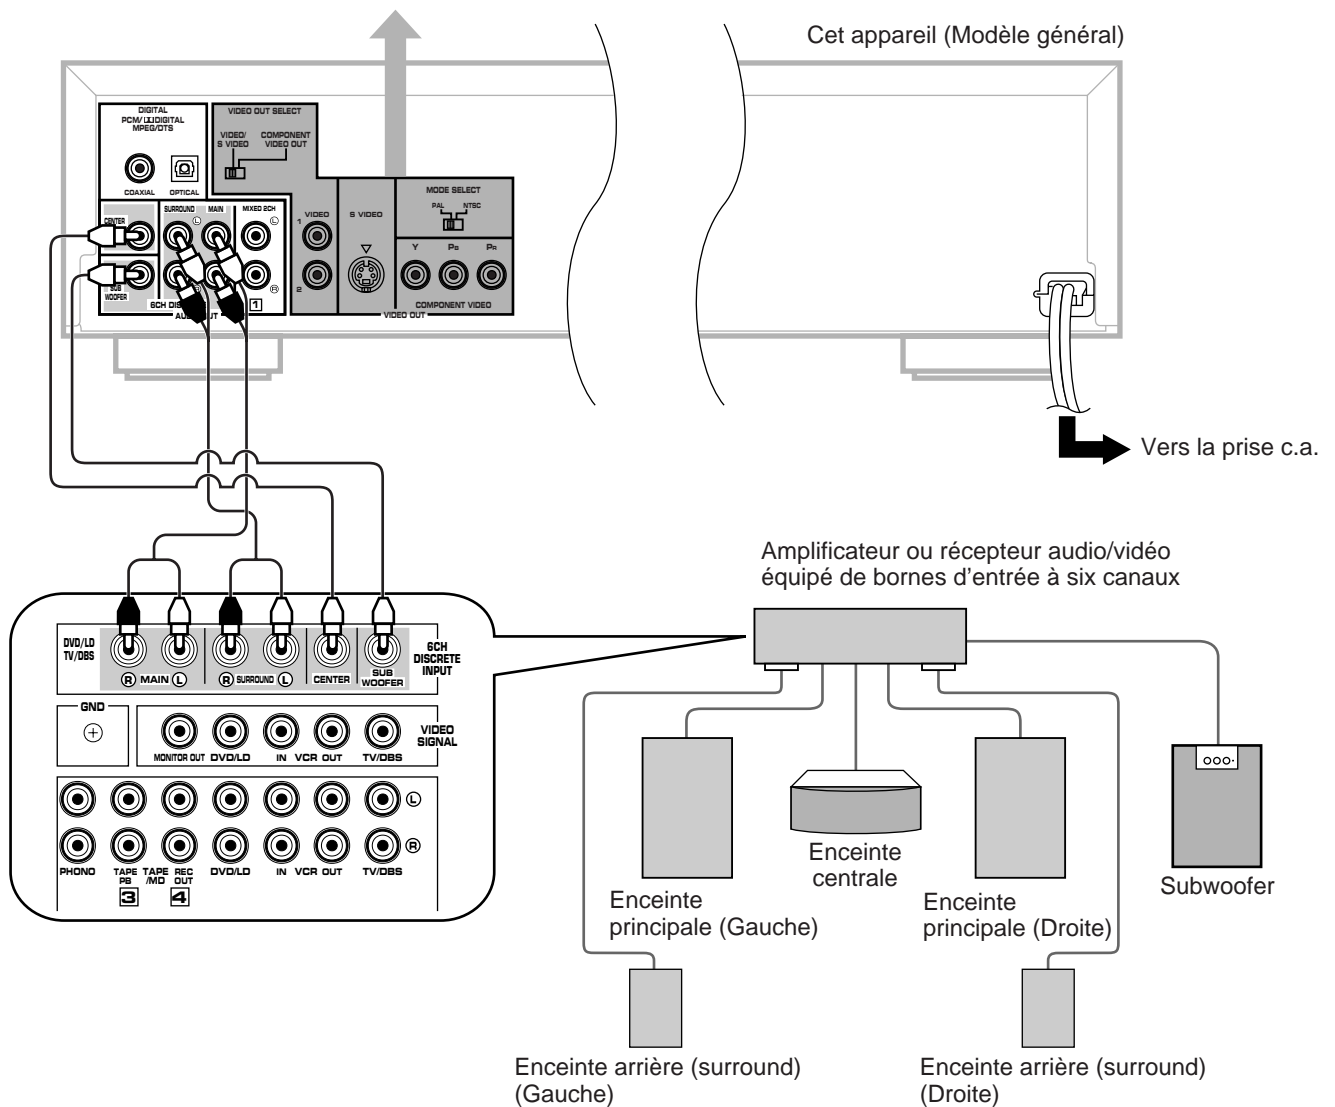 Cet appareil (Modèle général)
DIGITAL
PCM/DIGITAL
MPEG/DTS
COAXIAL
OPTICAL
VIDEO OUT SELECT
VIDEO/
S VIDEO
COMPONENT
VIDEO OUT
CENTER
SURROUND
MAIN
MIXED 2CH
L
L
SUB
WOOFER
R
R
6CH
1
VIDEO
1
2
S VIDEO
MODE SELECT
PAL
NTSC
Y
PB
PR
COMPONENT VIDEO
VIDEO OUT
Vers la prise c.a.
Amplificateur ou récepteur audio/vidéo
équipé de bornes d'entrée à six canaux
DVD/LD
TV/DBS
R MAIN L
R SURROUND L
CENTER
SUB
WOOFER
6CH
DISCRETE
INPUT
GND
MONITOR OUT
DVD/LD
IN VCR OUT
TV/DBS
VIDEO
SIGNAL
L
R
PHONO
TAPE
PB
TAPE
/MD
REC
OUT
DVD/LD
IN VCR OUT
TV/DBS
3
4
Enceinte
principale (Gauche)
Enceinte
centrale
Enceinte
principale (Droite)
Subwoofer
Enceinte arrière (surround)
(Gauche)
Enceinte arrière (surround)
(Droite)